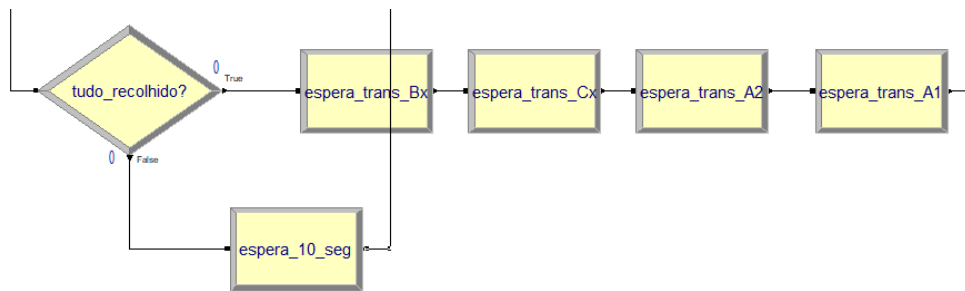 tudo_recolhido?
0
True
0
False
espera_trans_Bx
espera_trans_Cx
espera_trans_A2
espera_trans_A1
espera_10_seg